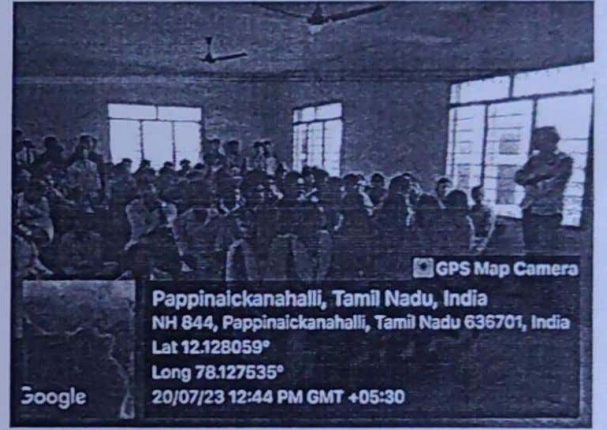 GPS Map Camera
Pappinaickanahalli, Tamil Nadu, India
NH 844, Pappinaickanahalli, Tamil Nadu 636701, India
Lat 12.128059°
Long 78.127535°
20/07/23 12:44 PM GMT +05:30
Google